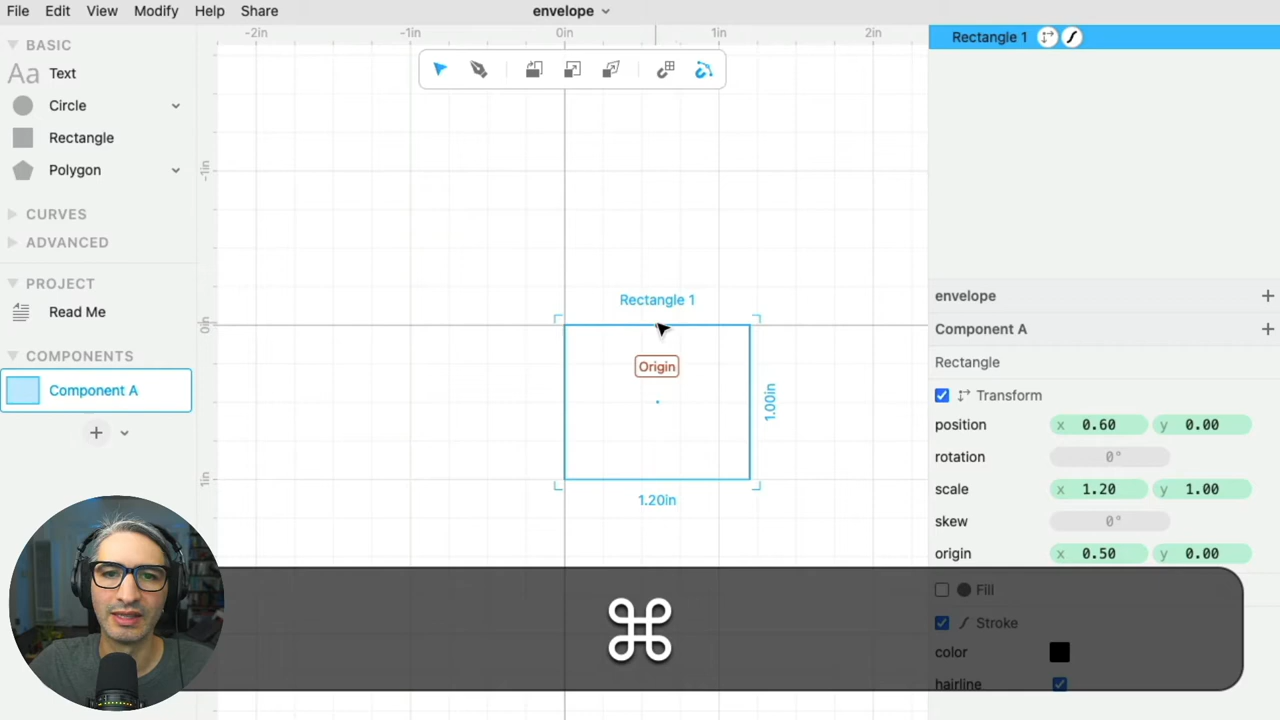 File Edit View Modify Help Share
envelope
BASIC
Aa Text
Circle
Rectangle
Polygon
CURVES
ADVANCED
PROJECT
Read Me
COMPONENTS
Component A
+
-2in -1in 0in 1in 2in
-1in
0in
1in
Rectangle 1
Origin
1.00in
1.20in
Rectangle 1
envelope +
Component A +
Rectangle
Transform
position x 0.60 y 0.00
rotation 0°
scale x 1.20 y 1.00
skew 0°
origin x 0.50 y 0.00
Fill
Stroke
color
hairline
⌘